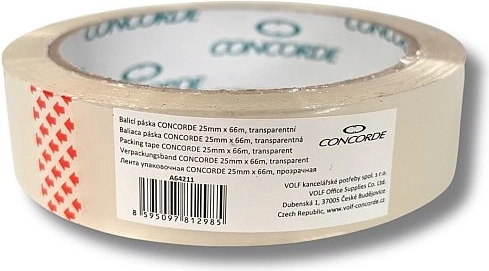 CONCORDE
CONCORDE
Balicí páska CONCORDE 25mm x 66m, transparentní
Baliaca páska CONCORDE 25mm x 66m, transparentná
Packing tape CONCORDE 25mm x 66m, transparent
Verpackungsband CONCORDE 25mm x 66m, transparent
Лента упаковочная CONCORDE 25mm x 66m, прозрачная
A64211
8 595097 812985
CONCORDE
VOLF kancelářské potřeby spol. s r.o.
VOLF Office Supplies Co. Ltd.
Dubenská 1, 37005 České Budějovice
Czech Republic, www.volf-concorde.cz